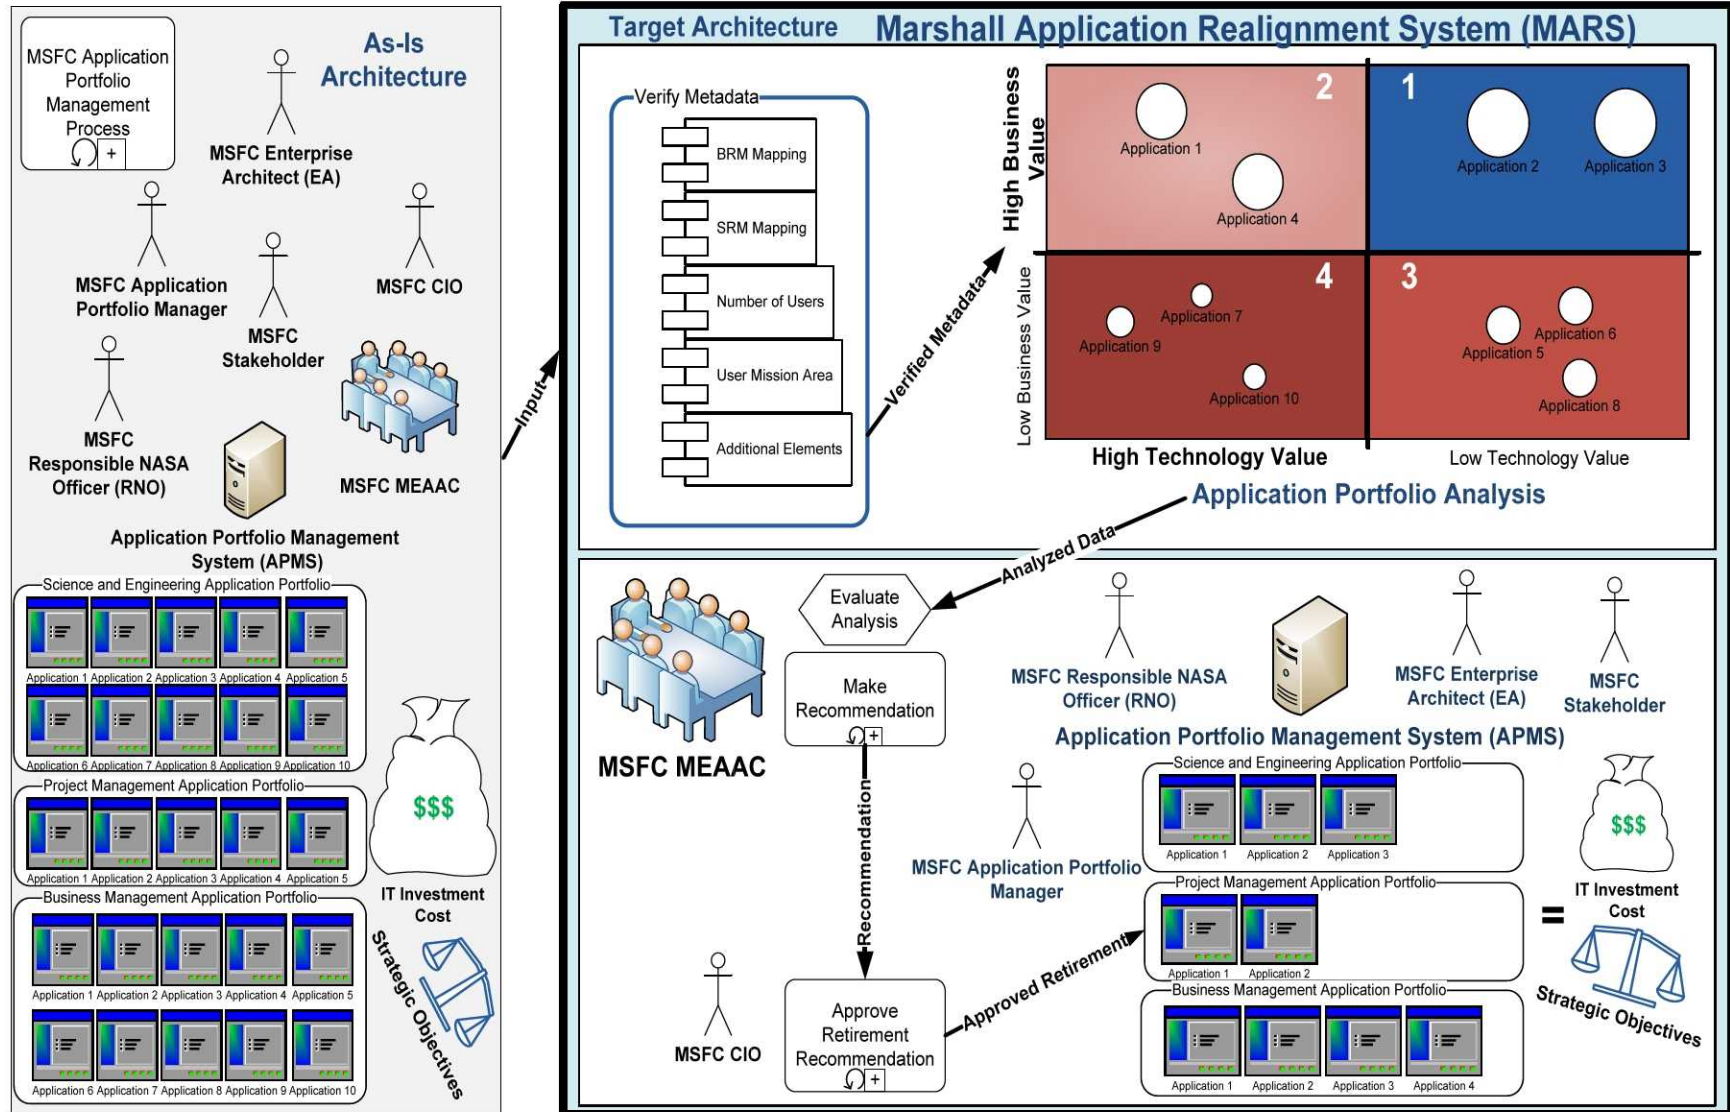 As-Is
Architecture
MSFC Application
Portfolio
Management
Process
+
MSFC Enterprise
Architect (EA)
MSFC Application
Portfolio Manager
MSFC CIO
MSFC
Stakeholder
MSFC
Responsible NASA
Officer (RNO)
MSFC MEAAC
Application Portfolio Management
System (APMS)
Science and Engineering Application Portfolio
Application 1 Application 2 Application 3 Application 4 Application 5
Application 6 Application 7 Application 8 Application 9 Application 10
Project Management Application Portfolio
Application 1 Application 2 Application 3 Application 4 Application 5
Business Management Application Portfolio
Application 1 Application 2 Application 3 Application 4 Application 5
Application 6 Application 7 Application 8 Application 9 Application 10
$$$
IT Investment
Cost
Strategic Objectives
Input
Target Architecture
Marshall Application Realignment System (MARS)
Verify Metadata
BRM Mapping
SRM Mapping
Number of Users
User Mission Area
Additional Elements
Verified Metadata
High Business
Value
Low Business Value
2
Application 1
Application 4
1
Application 2
Application 3
4
Application 7
Application 9
Application 10
3
Application 6
Application 5
Application 8
High Technology Value
Low Technology Value
Application Portfolio Analysis
Analyzed Data
Evaluate
Analysis
Make
Recommendation
+
MSFC MEAAC
Recommendation
MSFC CIO
Approve
Retirement
Recommendation
+
Approved Retirement
MSFC Responsible NASA
Officer (RNO)
MSFC Enterprise
Architect (EA)
MSFC
Stakeholder
Application Portfolio Management System (APMS)
MSFC Application Portfolio
Manager
Science and Engineering Application Portfolio
Application 1 Application 2 Application 3
Project Management Application Portfolio
Application 1 Application 2
Business Management Application Portfolio
Application 1 Application 2 Application 3 Application 4
=
$$$
IT Investment
Cost
Strategic Objectives